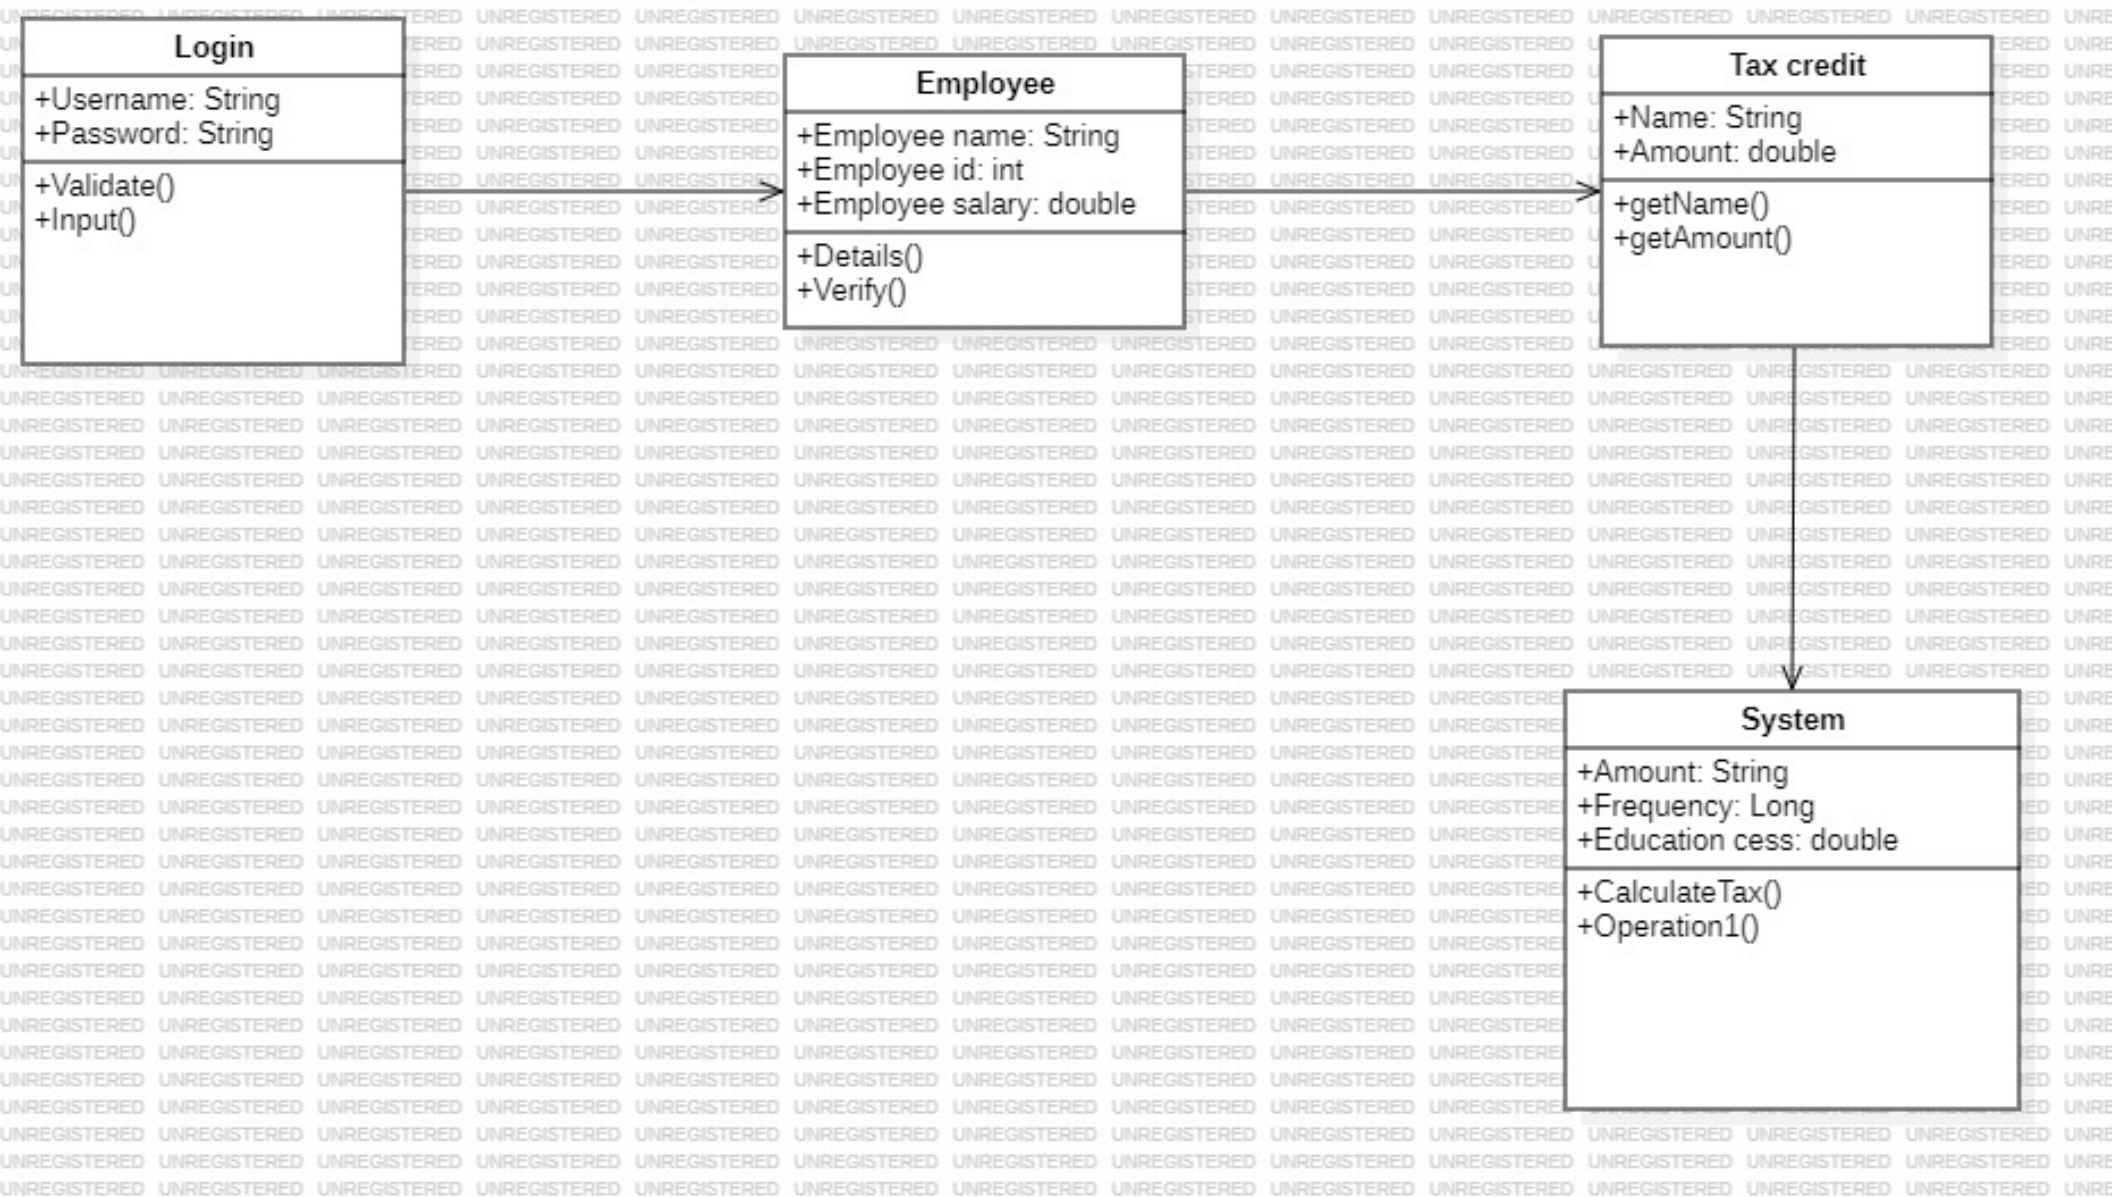 Login
+Username: String
+Password: String
+Validate()
+Input()
Employee
+Employee name: String
+Employee id: int
+Employee salary: double
+Details()
+Verify()
Tax credit
+Name: String
+Amount: double
+getName()
+getAmount()
System
+Amount: String
+Frequency: Long
+Education cess: double
+CalculateTax()
+Operation1()
UNREGISTERED